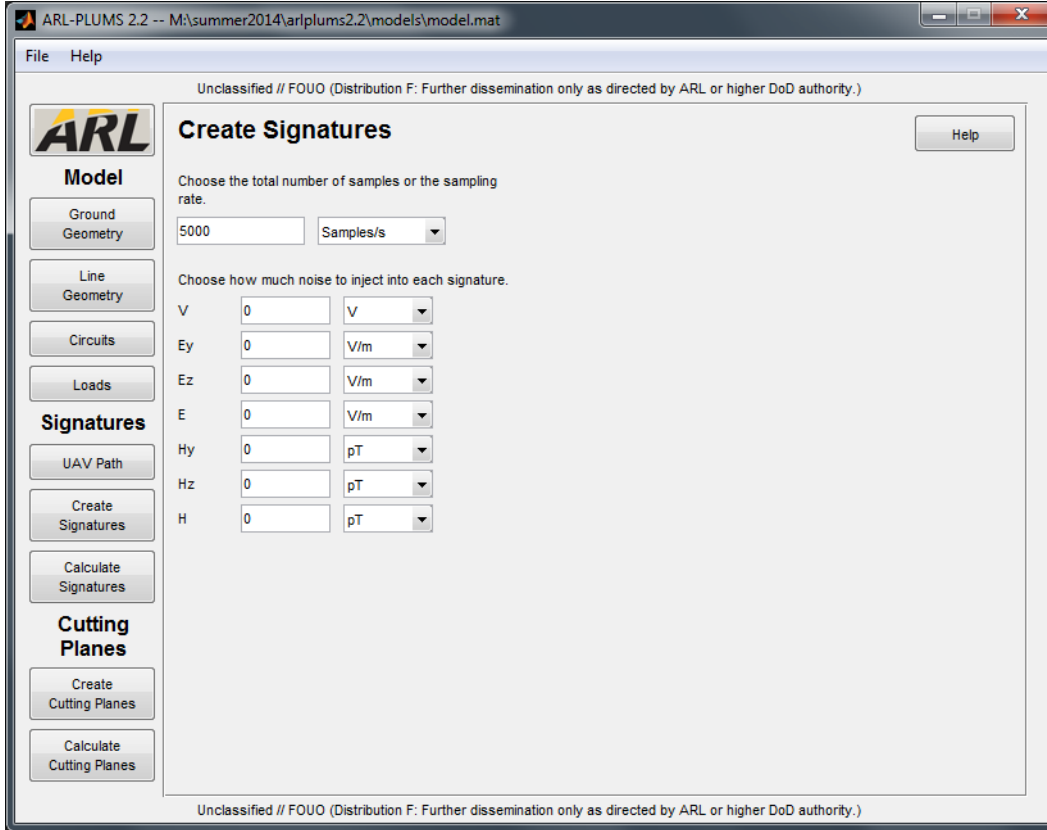 ARL-PLUMS 2.2 -- M:\summer2014\arlplums2.2\models\model.mat
File Help
Unclassified // FOUO (Distribution F: Further dissemination only as directed by ARL or higher DoD authority.)
ARL
Model
Ground
Geometry
Line
Geometry
Circuits
Loads
Signatures
UAV Path
Create
Signatures
Calculate
Signatures
Cutting
Planes
Create
Cutting Planes
Calculate
Cutting Planes
Create Signatures
Help
Choose the total number of samples or the sampling
rate.
5000 Samples/s
Choose how much noise to inject into each signature.
V 0 V
Ey 0 V/m
Ez 0 V/m
E 0 V/m
Hy 0 pT
Hz 0 pT
H 0 pT
Unclassified // FOUO (Distribution F: Further dissemination only as directed by ARL or higher DoD authority.)